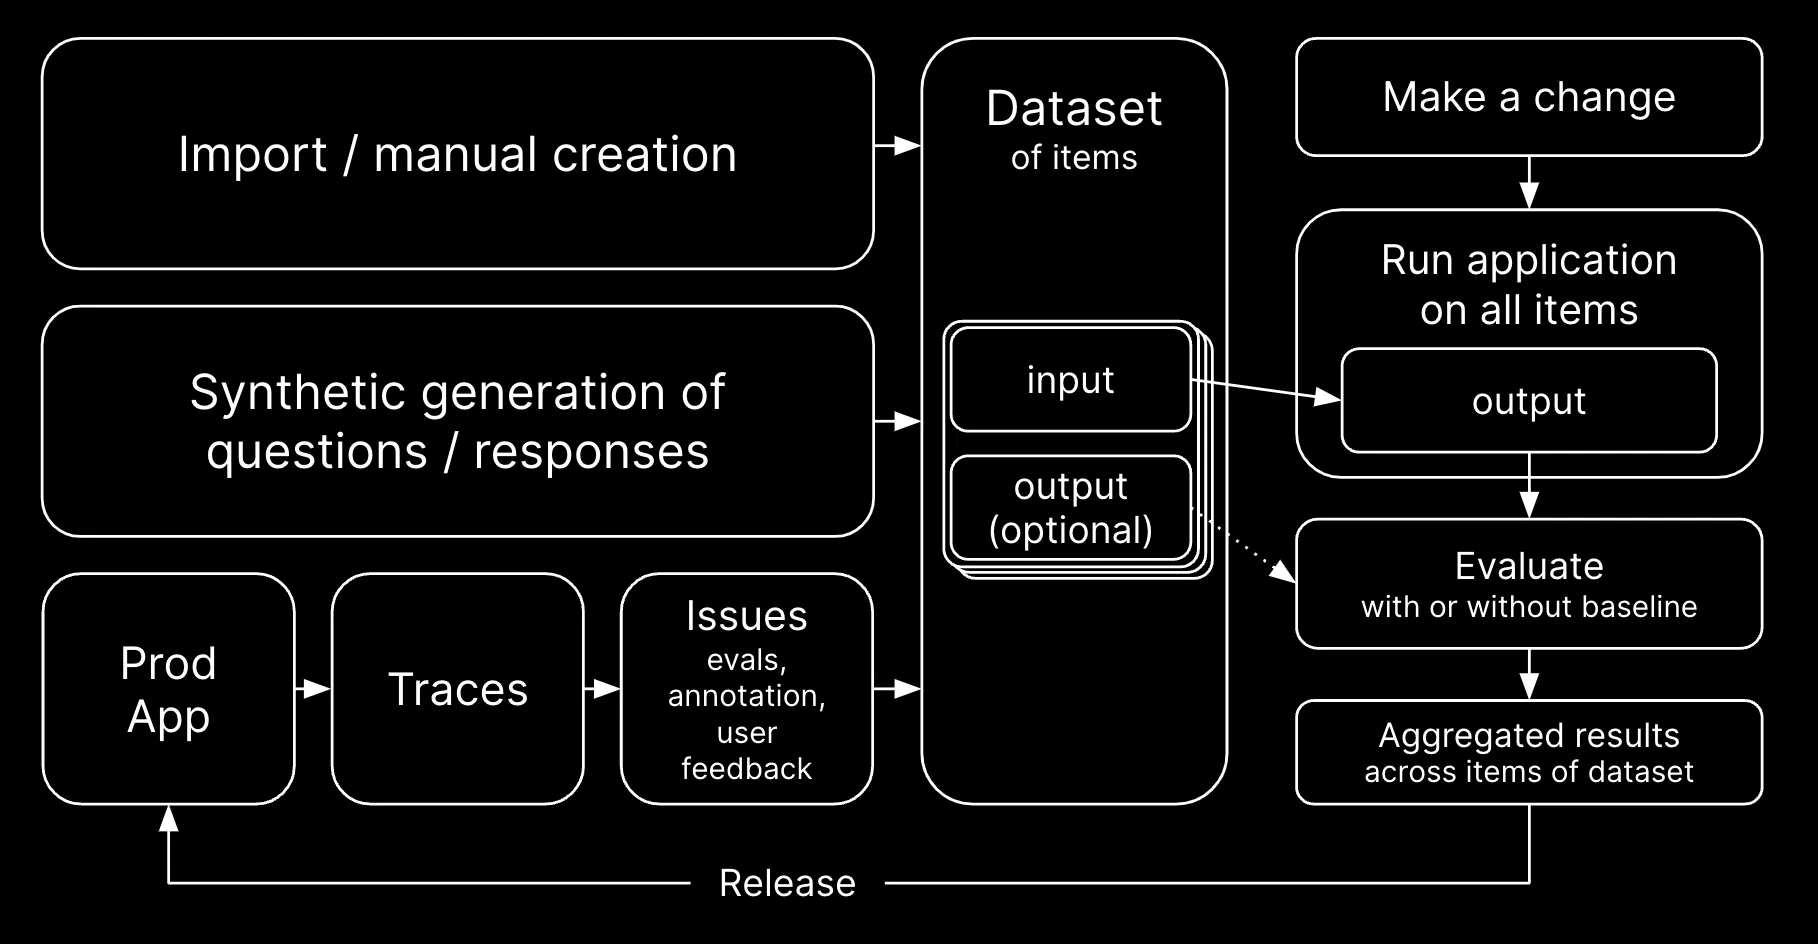 Import / manual creation
Synthetic generation of
questions / responses
Prod
App
Traces
Issues
evals,
annotation,
user
feedback
Dataset
of items
input
output
(optional)
Make a change
Run application
on all items
output
Evaluate
with or without baseline
Aggregated results
across items of dataset
Release